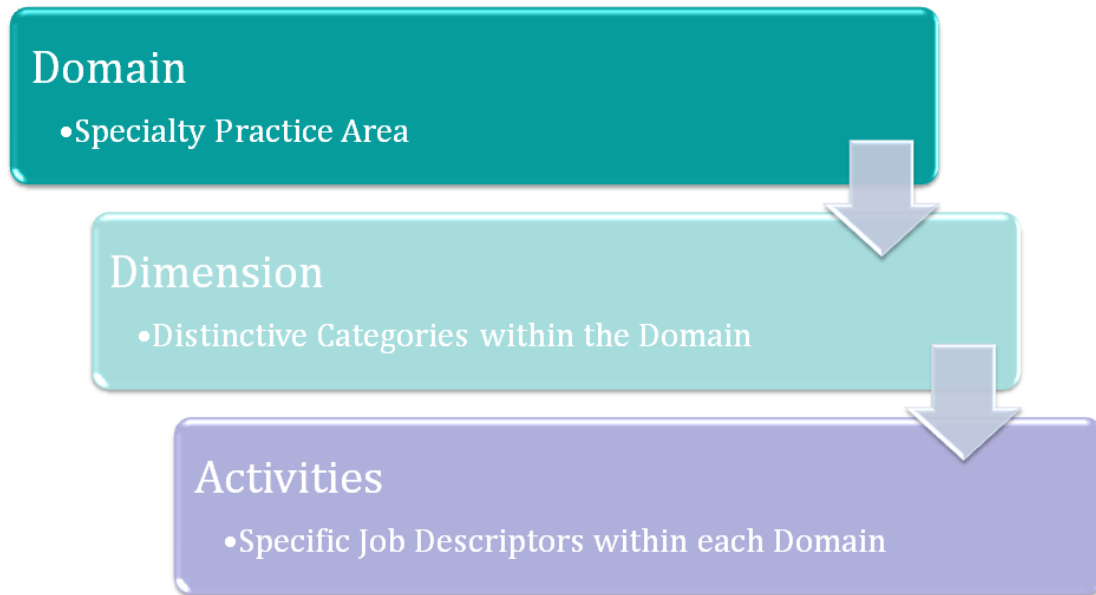 Domain
•Specialty Practice Area
Dimension
•Distinctive Categories within the Domain
Activities
•Specific Job Descriptors within each Domain